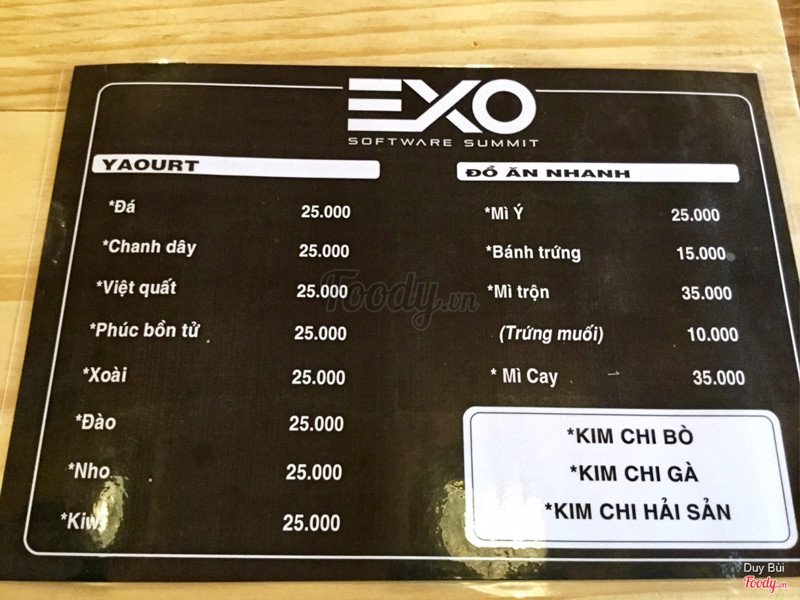 EXO
SOFTWARE SUMMIT
YAOURT
*Đá 25.000
*Chanh dây 25.000
*Việt quất 25.000
*Phúc bồn tử 25.000
*Xoài 25.000
*Đào 25.000
*Nho 25.000
*Kiwi 25.000
ĐỒ ĂN NHANH
*Mì Ý 25.000
*Bánh trứng 15.000
*Mì trộn 35.000
(Trứng muối) 10.000
* Mì Cay 35.000
*KIM CHI BÒ
*KIM CHI GÀ
*KIM CHI HẢI SẢN
Foody.vn
Duy Bùi
Foody.vn